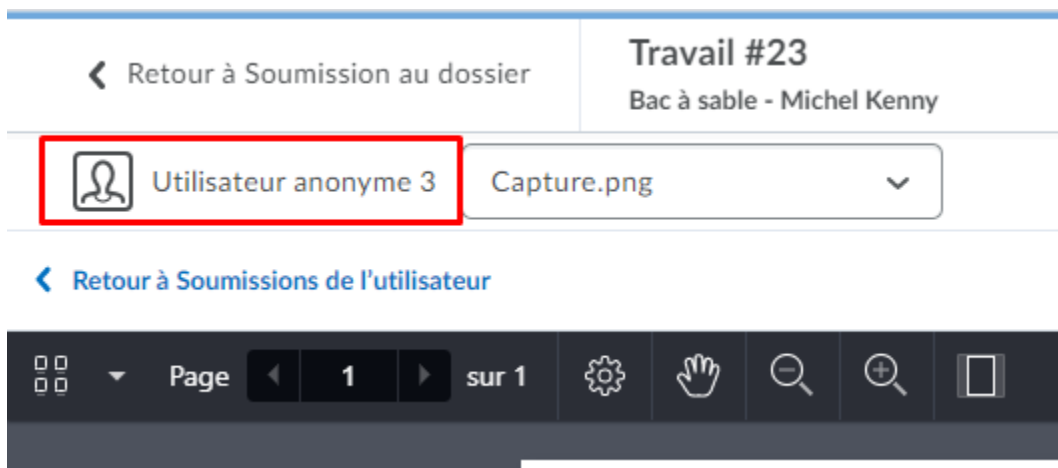 Retour à Soumission au dossier
Travail #23
Bac à sable - Michel Kenny
Utilisateur anonyme 3
Capture.png
Retour à Soumissions de l'utilisateur
Page 1 sur 1